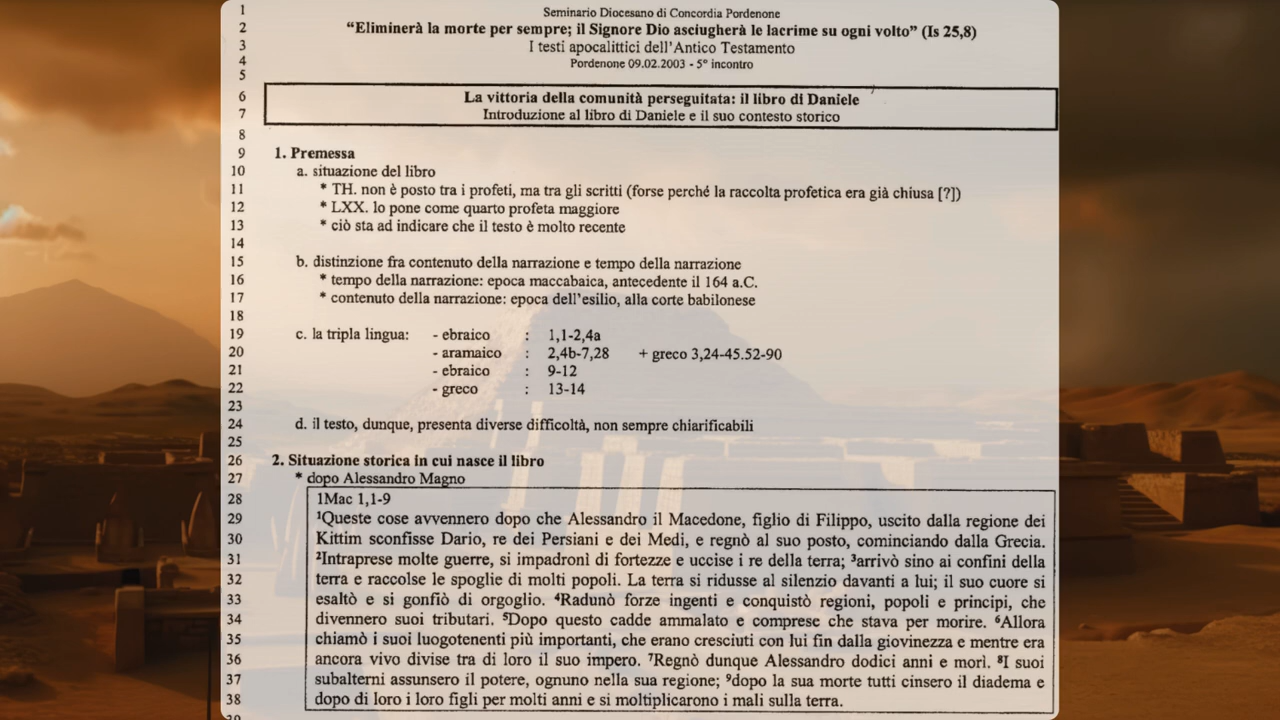 1 Seminario Diocesano di Concordia Pordenone
2 “Eliminerà la morte per sempre; il Signore Dio asciugherà le lacrime su ogni volto” (Is 25,8)
3 I testi apocalittici dell'Antico Testamento
4 Pordenone 09.02.2003 - 5° incontro
5
6 La vittoria della comunità perseguitata: il libro di Daniele
7 Introduzione al libro di Daniele e il suo contesto storico
8
9 1. Premessa
10 a. situazione del libro
11 * TH. non è posto tra i profeti, ma tra gli scritti (forse perché la raccolta profetica era già chiusa [?])
12 * LXX. lo pone come quarto profeta maggiore
13 * ciò sta ad indicare che il testo è molto recente
14
15 b. distinzione fra contenuto della narrazione e tempo della narrazione
16 * tempo della narrazione: epoca maccabaica, antecedente il 164 a.C.
17 * contenuto della narrazione: epoca dell'esilio, alla corte babilonese
18
19 c. la tripla lingua: - ebraico : 1,1-2,4a
20 - aramaico : 2,4b-7,28 + greco 3,24-45.52-90
21 - ebraico : 9-12
22 - greco : 13-14
23
24 d. il testo, dunque, presenta diverse difficoltà, non sempre chiarificabili
25
26 2. Situazione storica in cui nasce il libro
27 * dopo Alessandro Magno
28 1Mac 1,1-9
29 ¹Queste cose avvennero dopo che Alessandro il Macedone, figlio di Filippo, uscito dalla regione dei
30 Kittim sconfisse Dario, re dei Persiani e dei Medi, e regnò al suo posto, cominciando dalla Grecia.
31 ²Intraprese molte guerre, si impadronì di fortezze e uccise i re della terra; ³arrivò sino ai confini della
32 terra e raccolse le spoglie di molti popoli. La terra si ridusse al silenzio davanti a lui; il suo cuore si
33 esaltò e si gonfiò di orgoglio. ⁴Radunò forze ingenti e conquistò regioni, popoli e principi, che
34 divennero suoi tributari. ⁵Dopo questo cadde ammalato e comprese che stava per morire. ⁶Allora
35 chiamò i suoi luogotenenti più importanti, che erano cresciuti con lui fin dalla giovinezza e mentre era
36 ancora vivo divise tra di loro il suo impero. ⁷Regnò dunque Alessandro dodici anni e morì. ⁸I suoi
37 subalterni assunsero il potere, ognuno nella sua regione; ⁹dopo la sua morte tutti cinsero il diadema e
38 dopo di loro i loro figli per molti anni e si moltiplicarono i mali sulla terra.